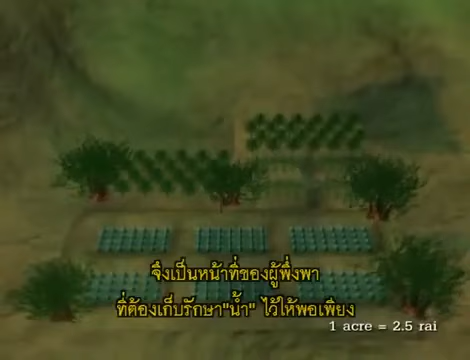 จึงเป็นหน้าที่ของผู้พึ่งพา
ที่ต้องเก็บรักษา"น้ำ" ไว้ให้พอเพียง
1 acre = 2.5 rai